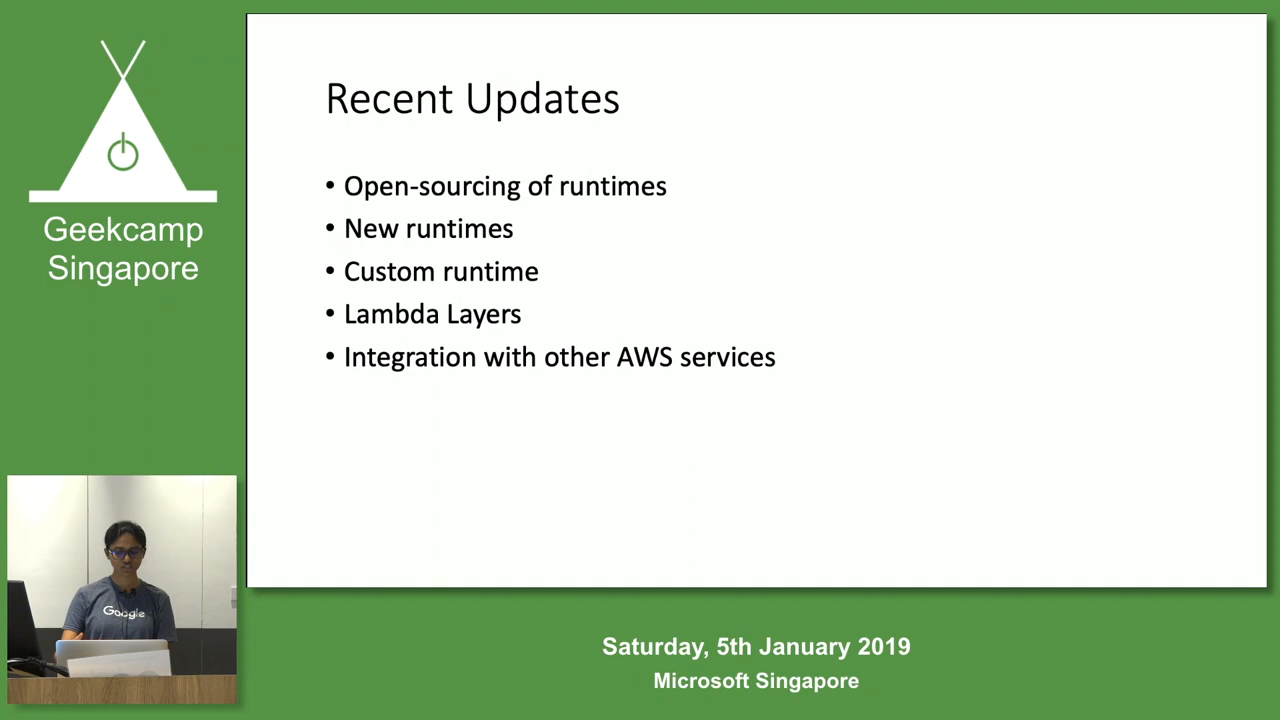 Geekcamp
Singapore
Recent Updates
• Open-sourcing of runtimes
• New runtimes
• Custom runtime
• Lambda Layers
• Integration with other AWS services
Google
Saturday, 5th January 2019
Microsoft Singapore